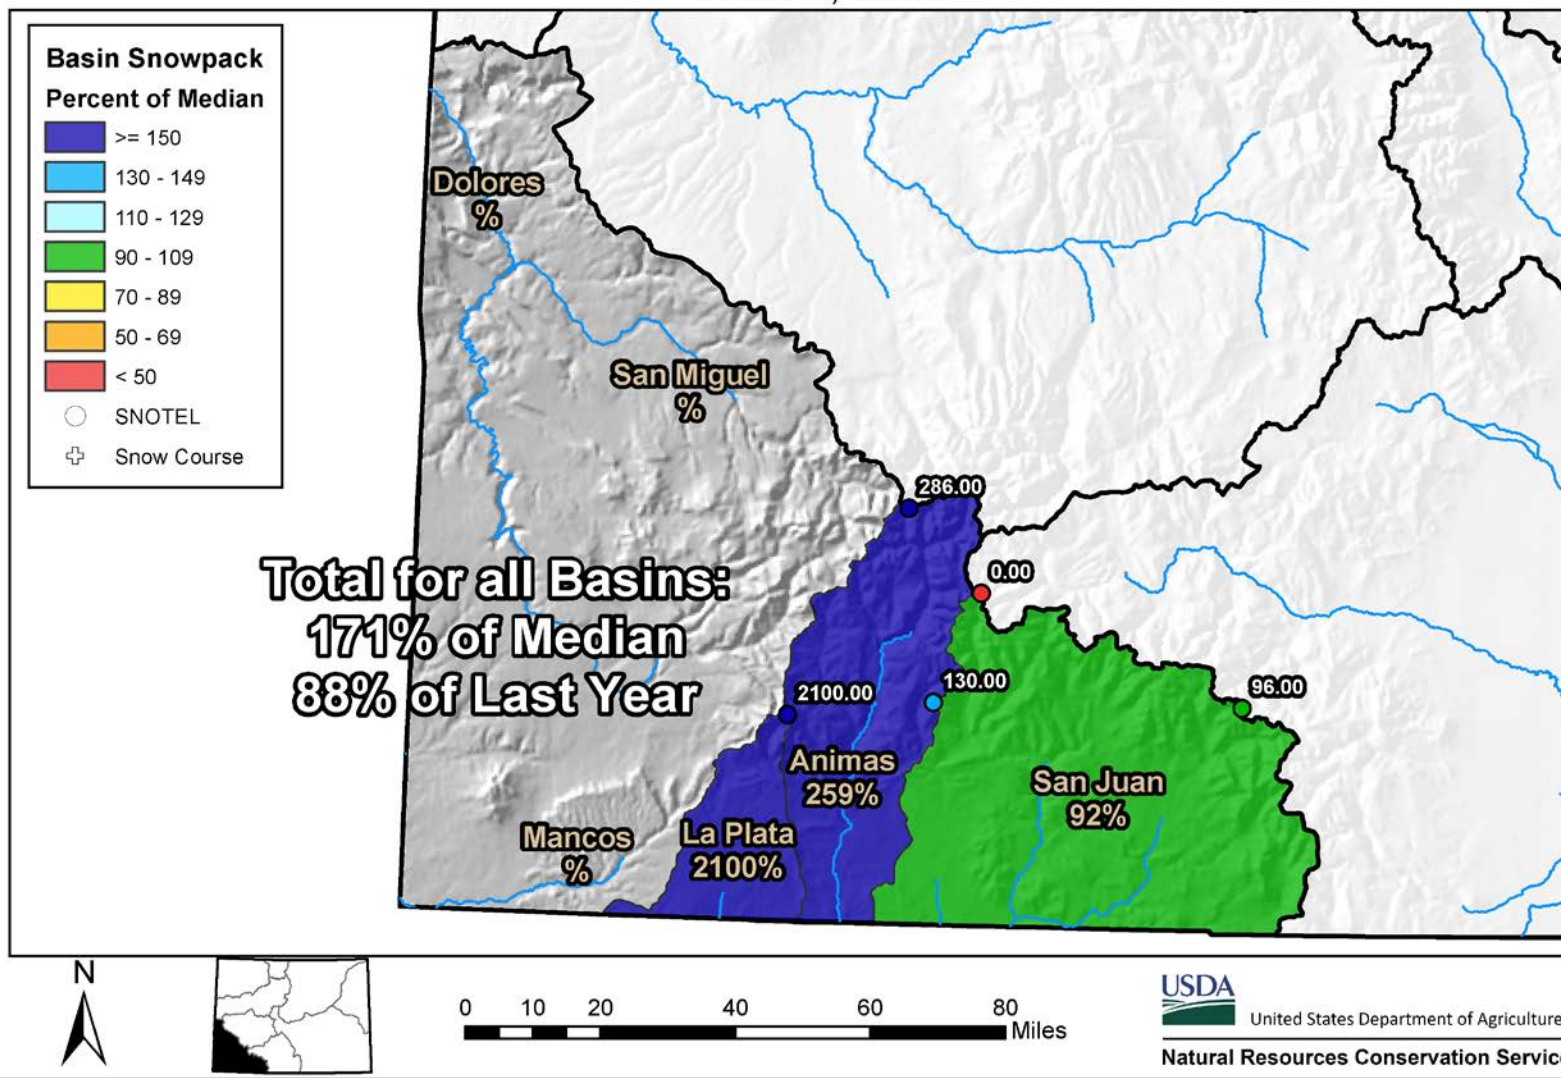 Basin Snowpack
Percent of Median
>= 150
130 - 149
110 - 129
90 - 109
70 - 89
50 - 69
< 50
SNOTEL
Snow Course
Dolores
%
San Miguel
%
286.00
0.00
Total for all Basins:
171% of Median
88% of Last Year
2100.00
130.00
96.00
Animas
259%
San Juan
92%
Mancos
%
La Plata
2100%
N
0 10 20 40 60 80
Miles
USDA
United States Department of Agriculture
Natural Resources Conservation Service